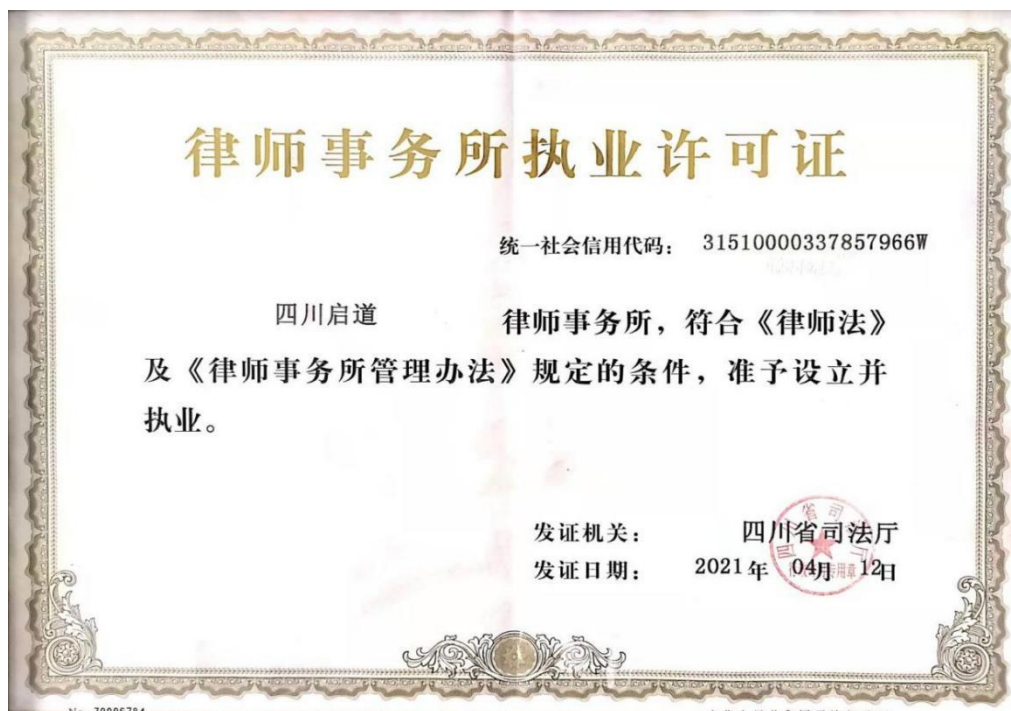 律师事务所执业许可证
统一社会信用代码： 31510000337857966W
四川启道 律师事务所，符合《律师法》
及《律师事务所管理办法》规定的条件，准予设立并
执业。
发证机关： 四川省司法厅
发证日期： 2021年 04月 12日